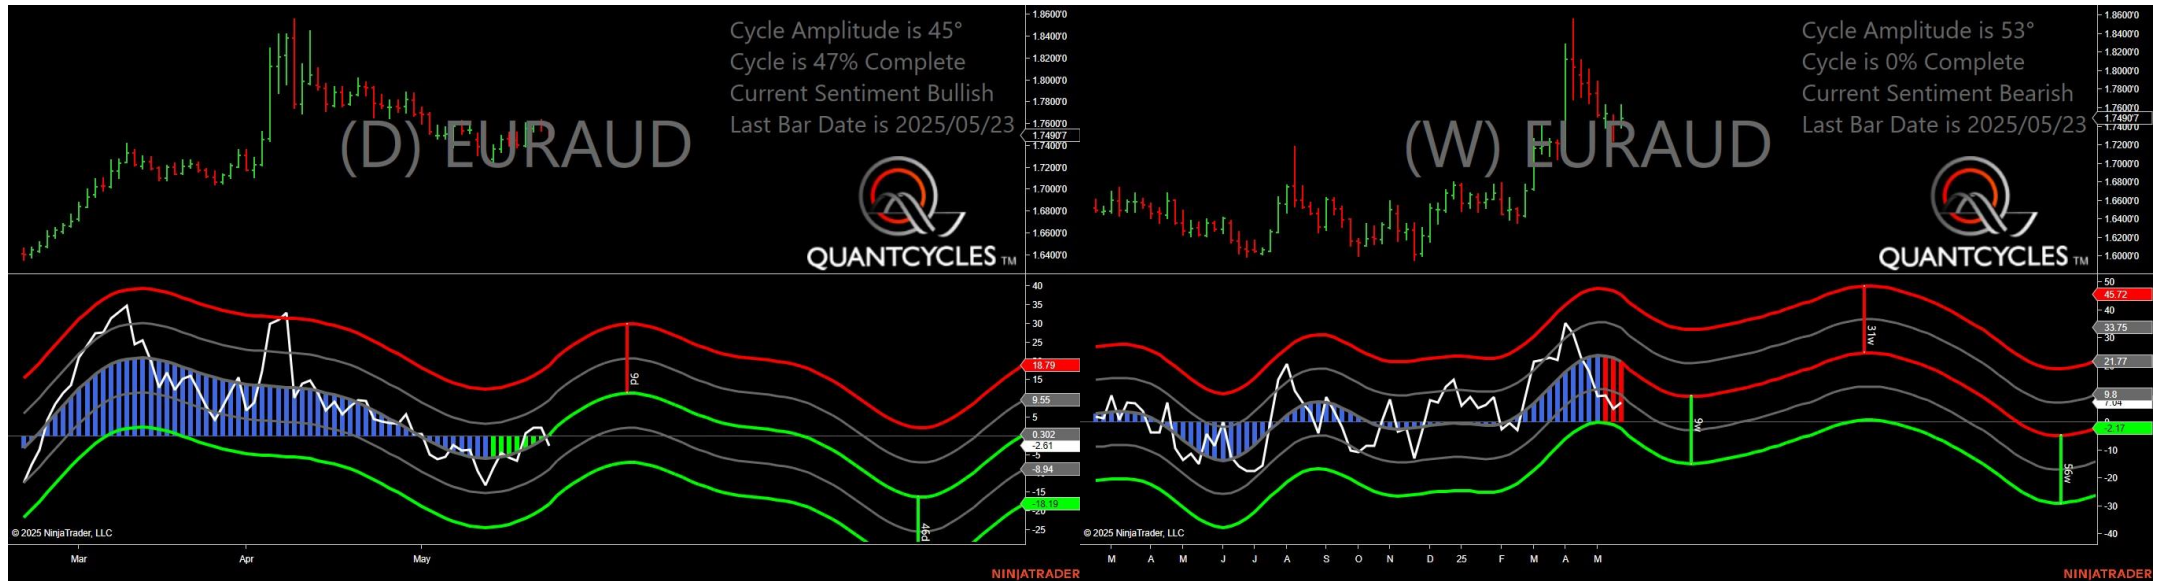 Cycle Amplitude is 45°
Cycle is 47% Complete
Current Sentiment Bullish
Last Bar Date is 2025/05/23
(D) EURAUD
QUANTCYCLES TM
1.8600'0
1.8400'0
1.8200'0
1.8000'0
1.7800'0
1.7600'0
1.7490'7
1.7400'0
1.7200'0
1.7000'0
1.6800'0
1.6600'0
1.6400'0
40
35
30
25
18.79
15
9.55
5
0.302
-2.61
-5
-8.94
-15
-18.19
-20
-25
9d
46d
© 2025 NinjaTrader, LLC
Mar Apr May
NINJATRADER
Cycle Amplitude is 53°
Cycle is 0% Complete
Current Sentiment Bearish
Last Bar Date is 2025/05/23
(W) EURAUD
QUANTCYCLES TM
1.8600'0
1.8400'0
1.8200'0
1.8000'0
1.7800'0
1.7600'0
1.7490'7
1.7400'0
1.7200'0
1.7000'0
1.6800'0
1.6600'0
1.6400'0
1.6200'0
1.6000'0
50
45.72
40
33.75
30
21.77
9.8
7.04
0
-2.17
-10
-20
-30
-40
9w
31w
56w
© 2025 NinjaTrader, LLC
M A M J J A S O N D 25 F M A M
NINJATRADER